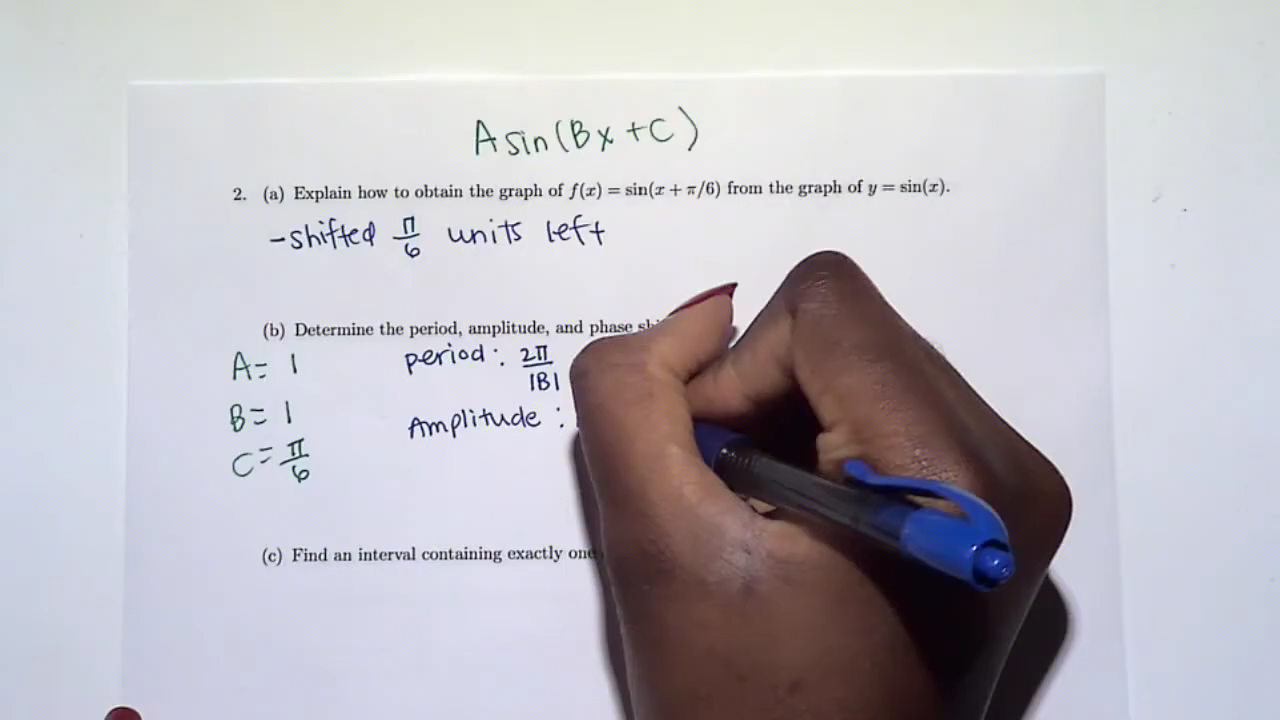 A sin(Bx + C)
2. (a) Explain how to obtain the graph of f(x) = sin(x + π/6) from the graph of y = sin(x).
- shifted π/6 units left
(b) Determine the period, amplitude, and phase
A = 1 period : 2π/|B|
B = 1 Amplitude :
C = π/6
(c) Find an interval containing exactly one